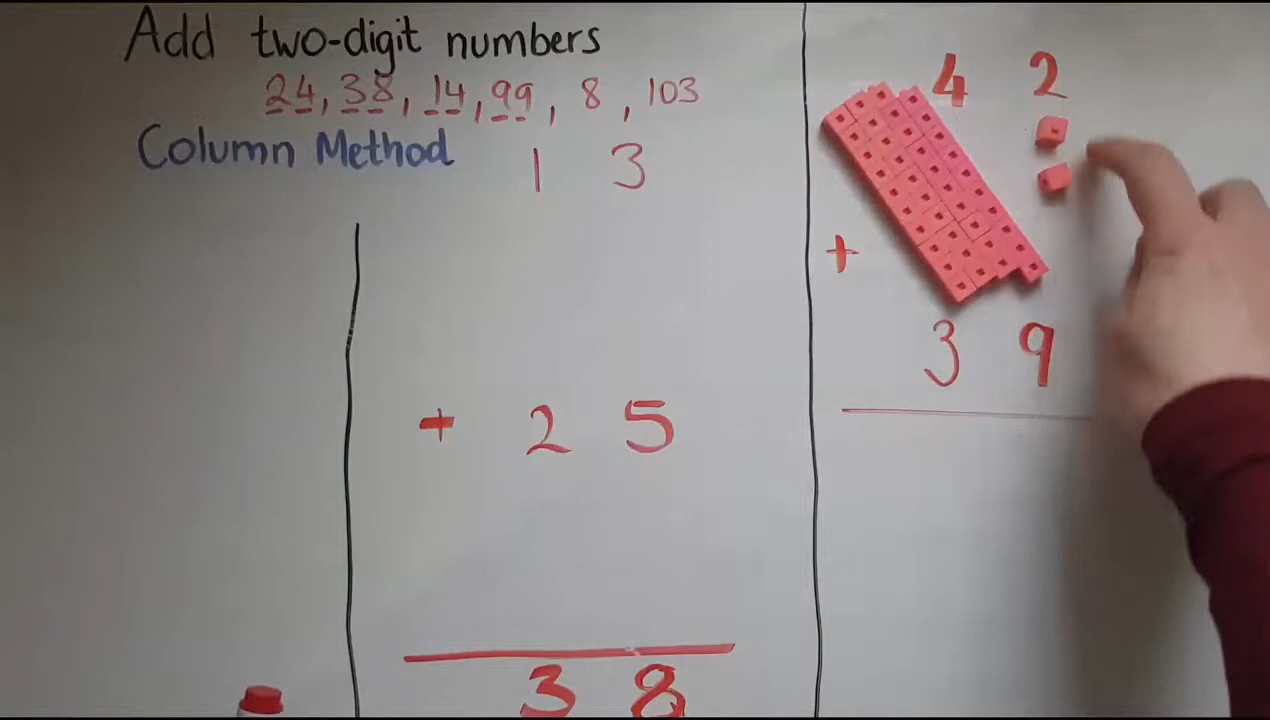 Add two-digit numbers
24, 38, 14, 99, 8, 103
Column Method
1 3
+ 2 5
3 8
4 2
+
3 9